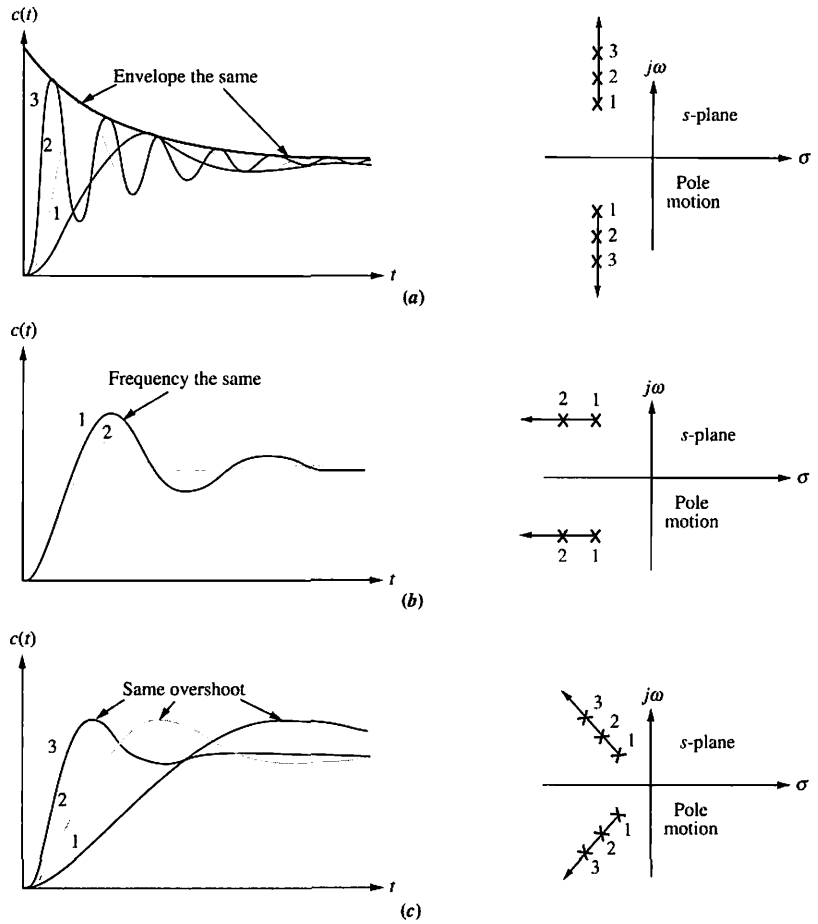 c(t)
Envelope the same
3
2
1
t
3
2
1
jω
s-plane
σ
1
2
3
Pole
motion
(a)
c(t)
Frequency the same
1
2
t
2 1
jω
s-plane
σ
Pole
motion
2 1
(b)
c(t)
Same overshoot
3
2
1
t
3
2
1
jω
s-plane
σ
1
2
3
Pole
motion
(c)